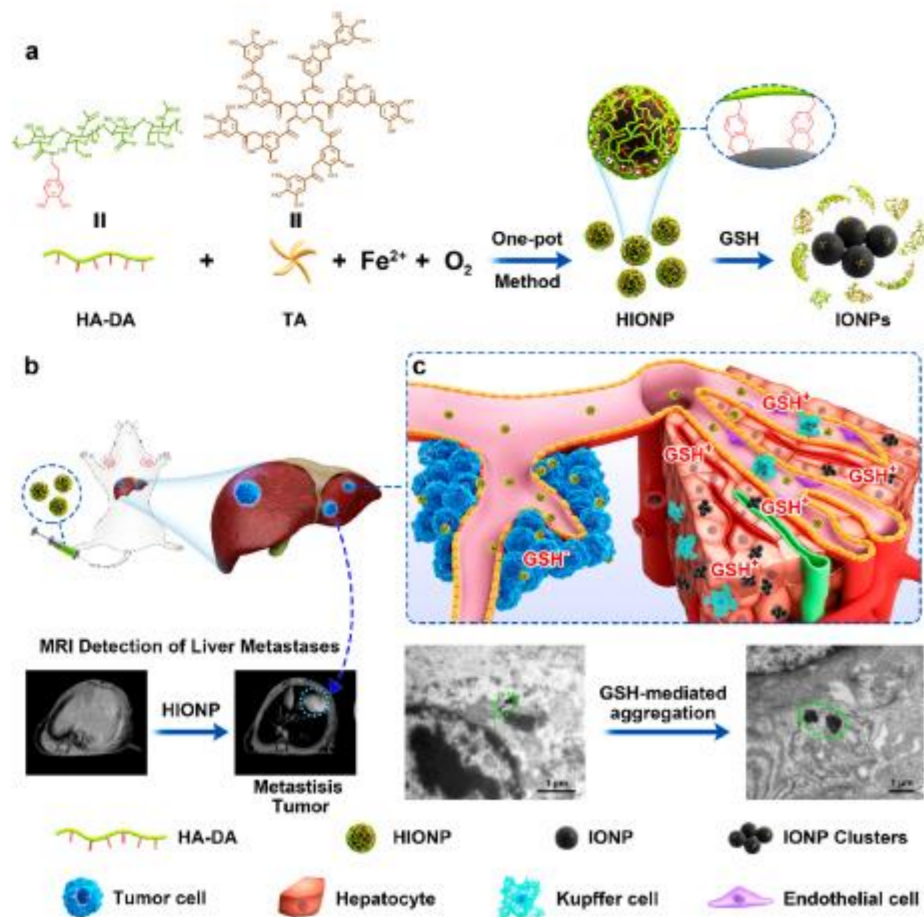 a
II
II
HA-DA
+
TA
+ Fe²⁺ + O₂
One-pot
Method
HIONP
GSH
IONPs
b
c
GSH⁺
GSH⁺
GSH⁺
GSH⁺
GSH⁺
GSH⁻
MRI Detection of Liver Metastases
HIONP
Metastisis
Tumor
GSH-mediated
aggregation
1 μm
1 μm
HA-DA
HIONP
IONP
IONP Clusters
Tumor cell
Hepatocyte
Kupffer cell
Endothelial cell